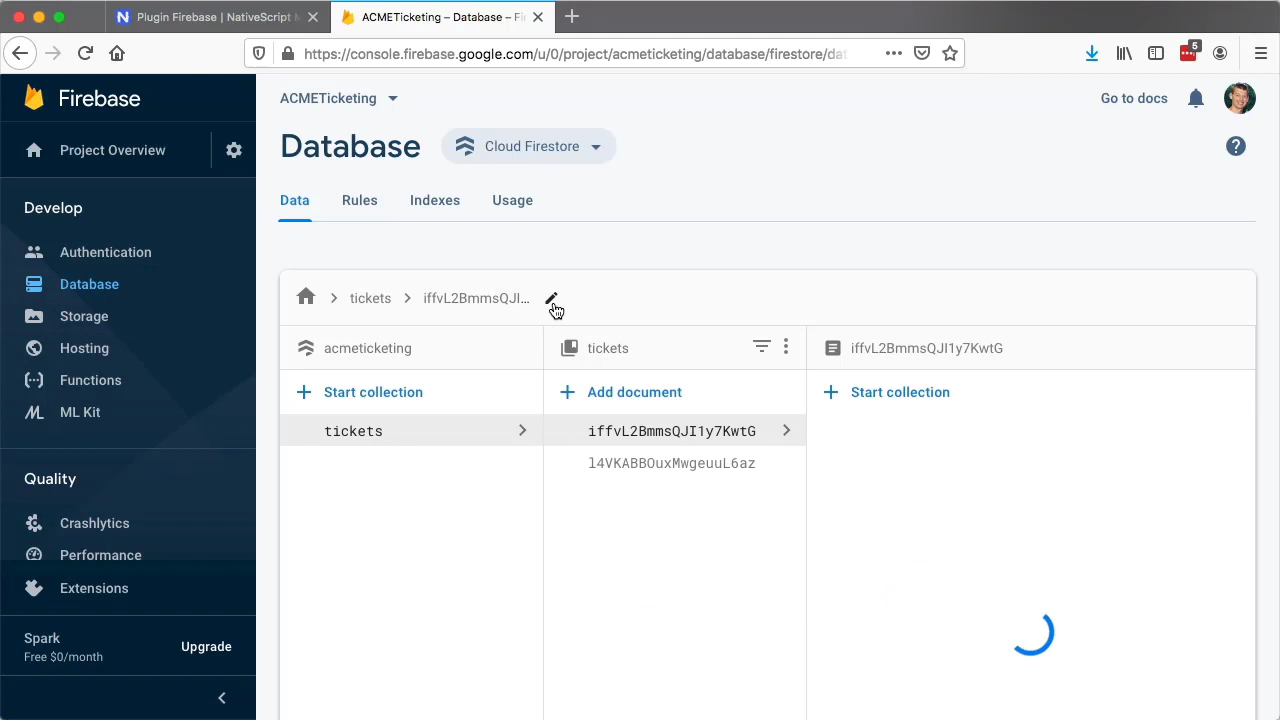 Plugin Firebase | NativeScript
ACMETicketing – Database – Fi
https://console.firebase.google.com/u/0/project/acmeticketing/database/firestore/dat
5
Firebase
Project Overview
Develop
Authentication
Database
Storage
Hosting
Functions
ML Kit
Quality
Crashlytics
Performance
Extensions
Spark
Free $0/month
Upgrade
ACMETicketing
Go to docs
Database
Cloud Firestore
Data
Rules
Indexes
Usage
tickets
iffvL2BmmsQJI...
acmeticketing
tickets
iffvL2BmmsQJI1y7KwtG
Start collection
Add document
Start collection
tickets
iffvL2BmmsQJI1y7KwtG
l4VKABBOuxMwgeuuL6az